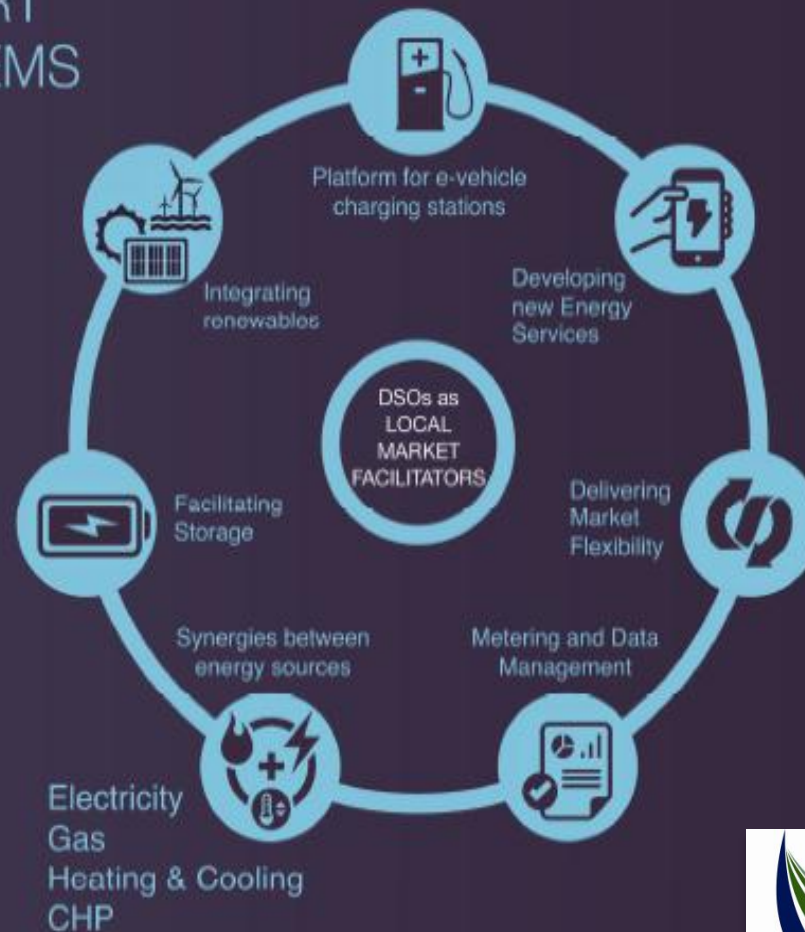 Platform for e-vehicle
charging stations
Integrating
renewables
Developing
new Energy
Services
DSOs as
LOCAL
MARKET
FACILITATORS
Facilitating
Storage
Delivering
Market
Flexibility
Synergies between
energy sources
Metering and Data
Management
Electricity
Gas
Heating & Cooling
CHP